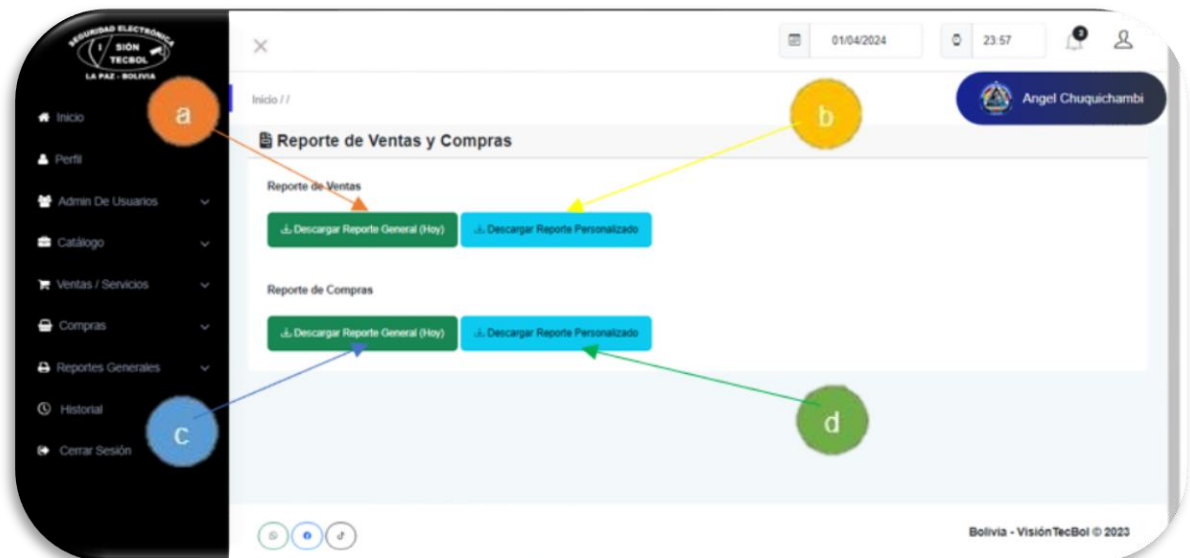 SEGURIDAD ELECTRÓNICA
SIÓN
TECBOL
LA PAZ - BOLIVIA
01/04/2024
23:57
Inicio / /
Angel Chuquichambi
Inicio
Perfil
Admin De Usuarios
Catálogo
Ventas / Servicios
Compras
Reportes Generales
Historial
Cerrar Sesión
a
b
Reporte de Ventas y Compras
Reporte de Ventas
Descargar Reporte General (Hoy)
Descargar Reporte Personalizado
Reporte de Compras
Descargar Reporte General (Hoy)
Descargar Reporte Personalizado
c
d
Bolivia - VisiónTecBol © 2023